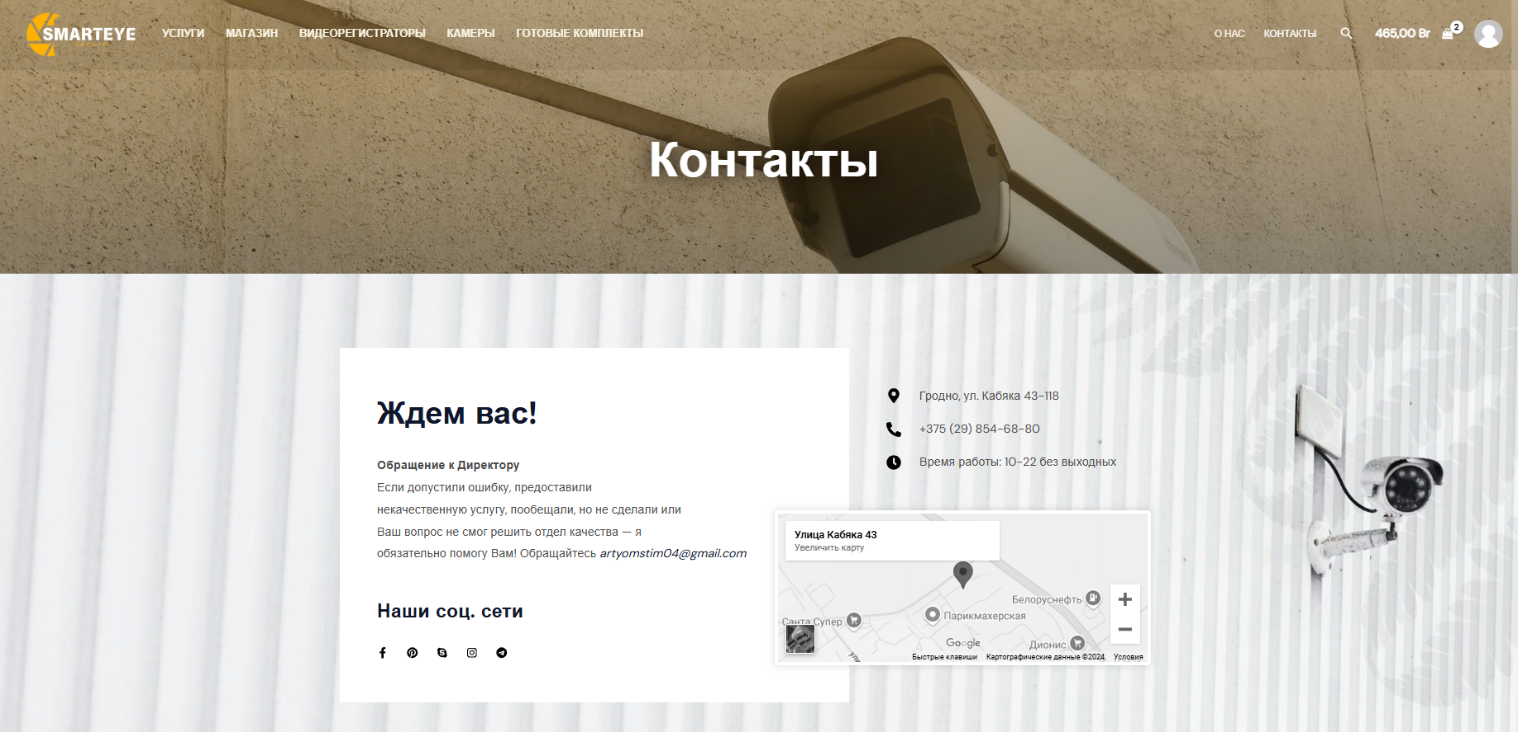 SMARTEYE
УСЛУГИ
МАГАЗИН
ВИДЕОРЕГИСТРАТОРЫ
КАМЕРЫ
ГОТОВЫЕ КОМПЛЕКТЫ
О НАС
КОНТАКТЫ
465,00 Br
2
Контакты
Ждем вас!
Обращение к Директору
Если допустили ошибку, предоставили
некачественную услугу, пообещали, но не сделали или
Ваш вопрос не смог решить отдел качества — я
обязательно помогу Вам! Обращайтесь artyomstim04@gmail.com
Наши соц. сети
Гродно, ул. Кабяка 43-118
+375 (29) 854-68-80
Время работы: 10-22 без выходных
Улица Кабяка 43
Увеличить карту
Белоруснефть
Парикмахерская
Санта Супер
Дионис
Google
Быстрые клавиши
Картографические данные ©2024
Условия